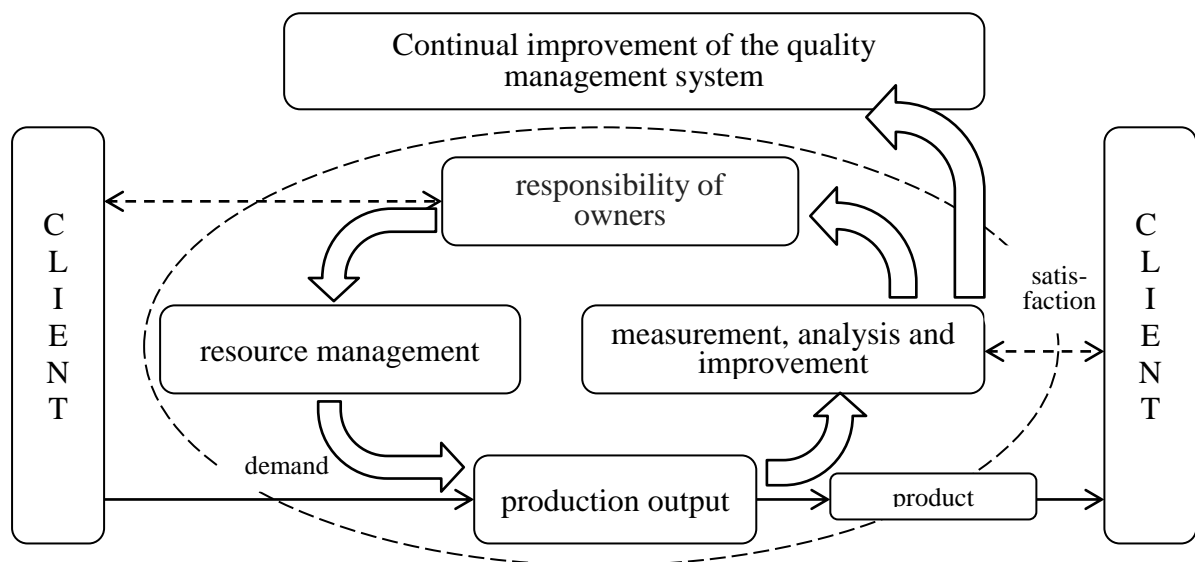 Continual improvement of the quality
management system
responsibility of
owners
C
L
I
E
N
T
C
L
I
E
N
T
satis-
faction
resource management
measurement, analysis and
improvement
demand
production output
product